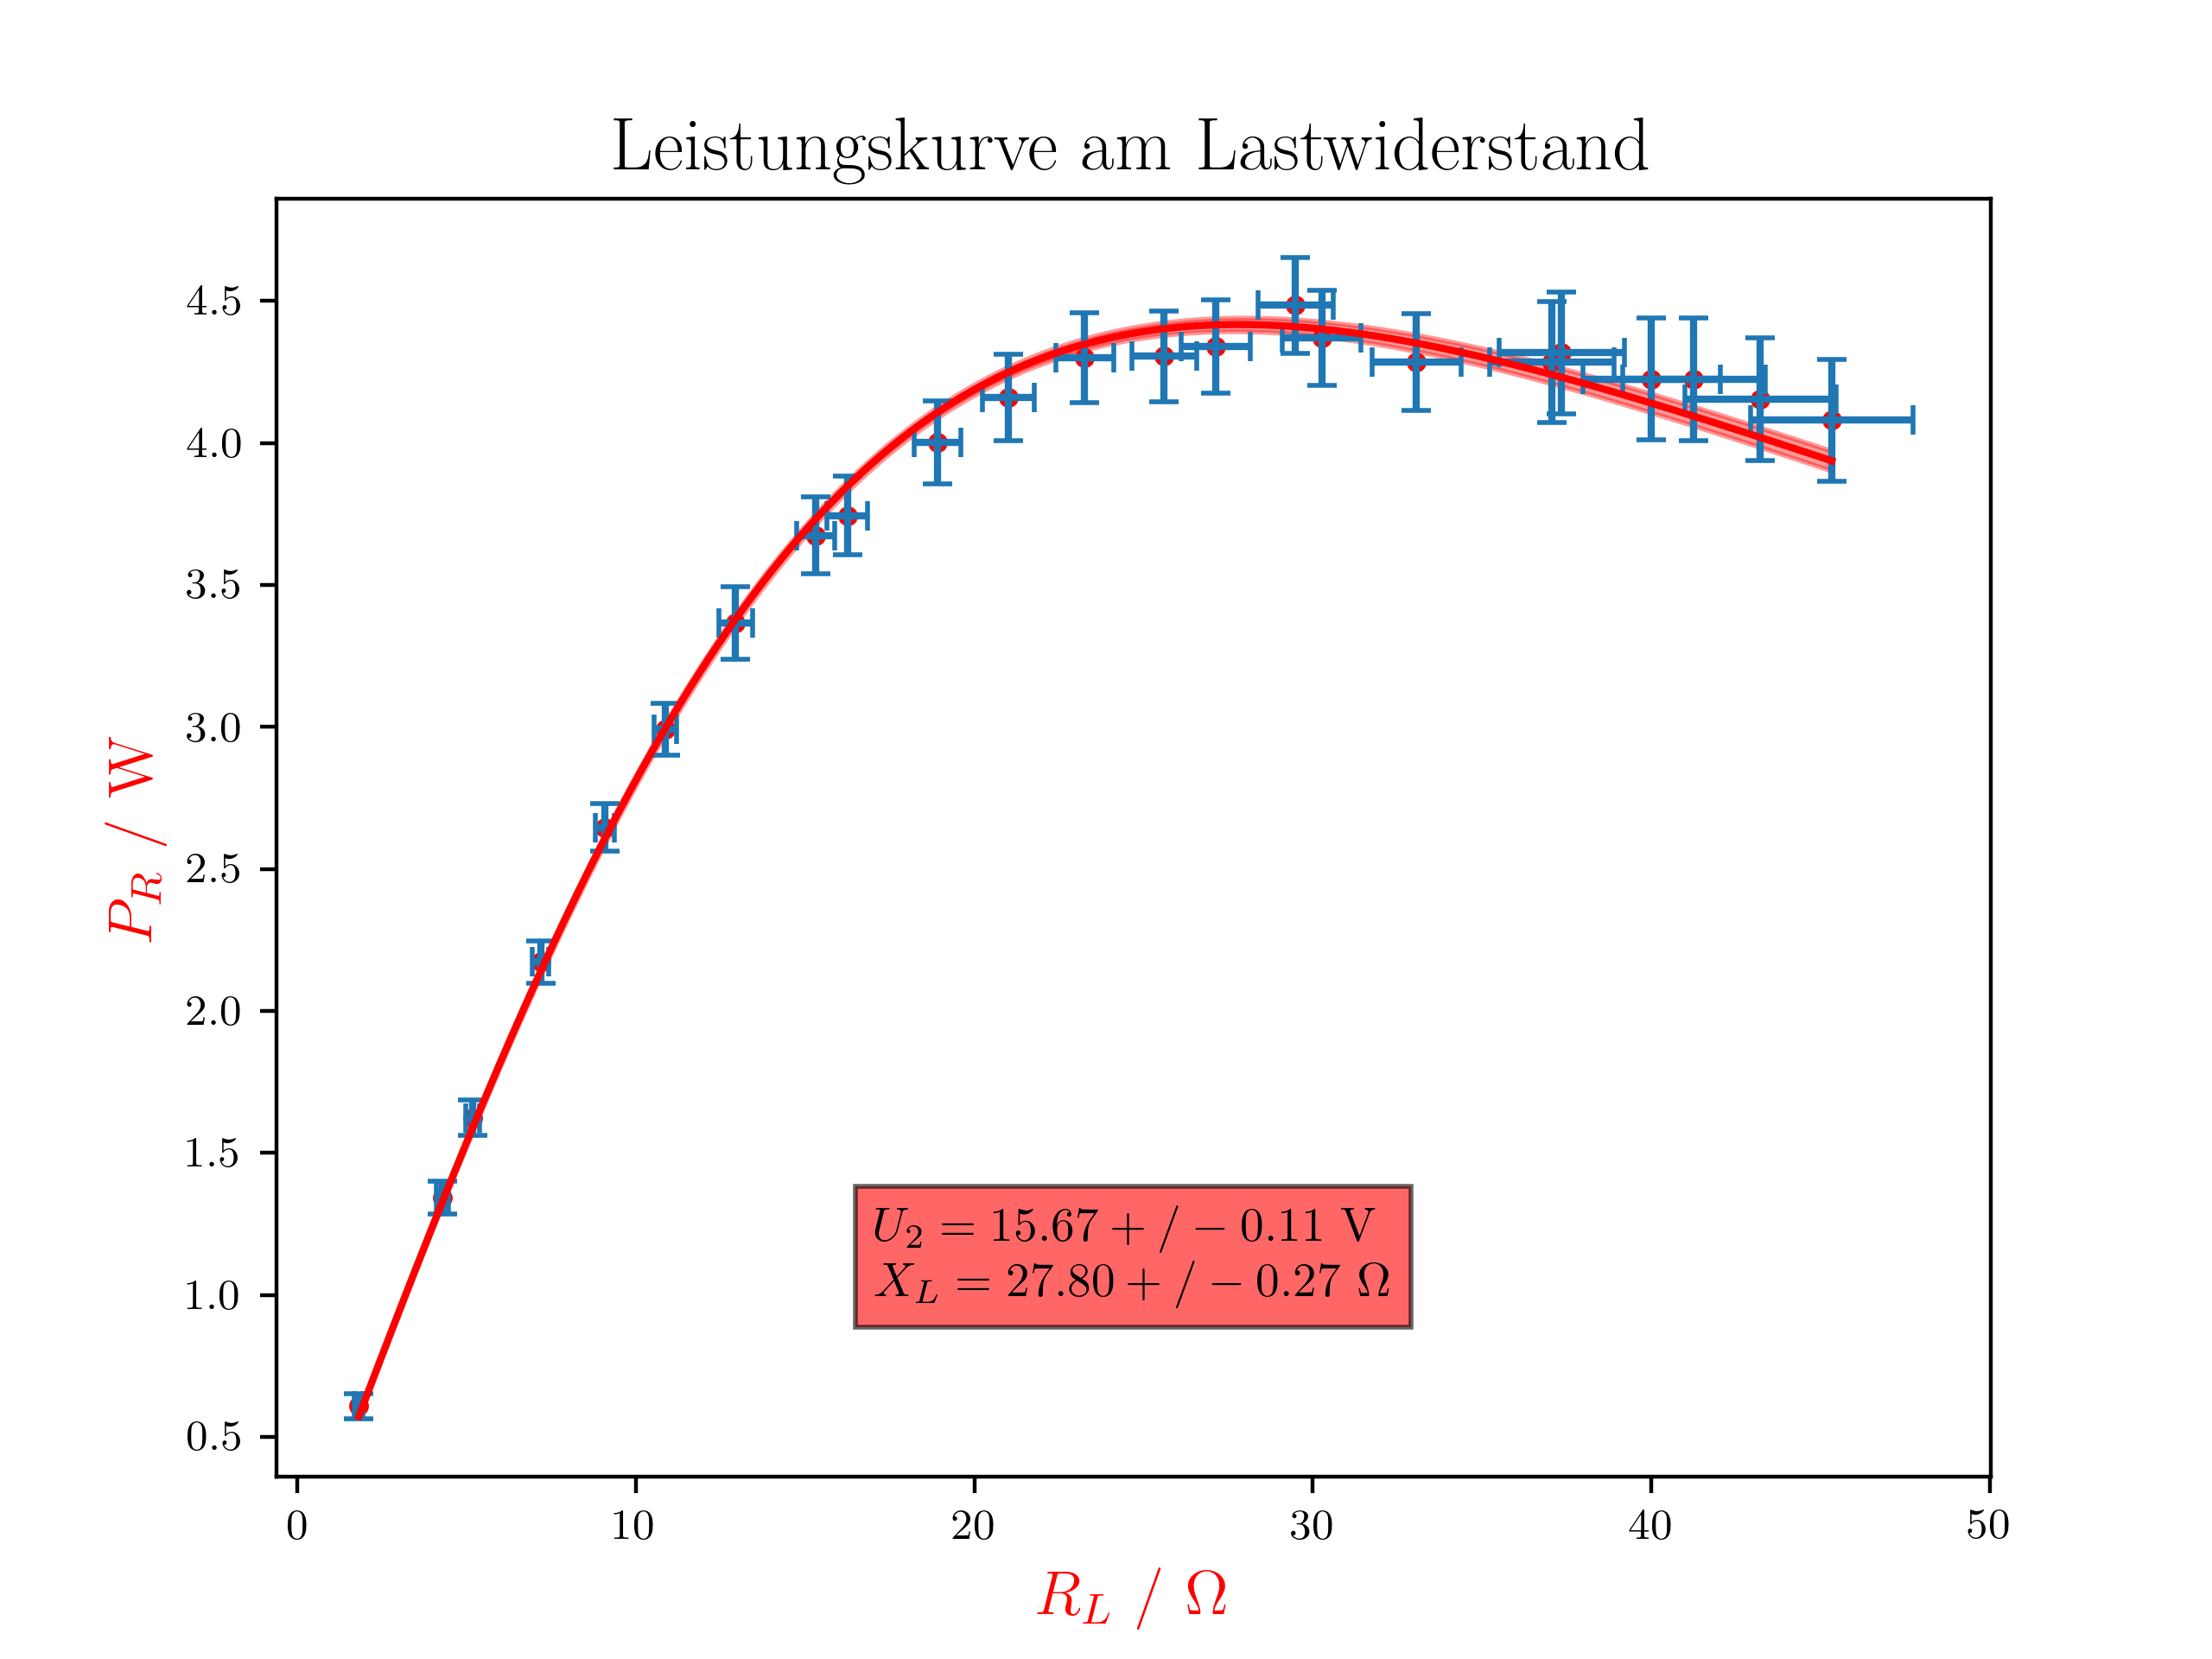 Leistungskurve am Lastwiderstand
P_R / W
4.5
4.0
3.5
3.0
2.5
2.0
1.5
1.0
0.5
U_2 = 15.67 + / − 0.11 V
X_L = 27.80 + / − 0.27 Ω
0 10 20 30 40 50
R_L / Ω